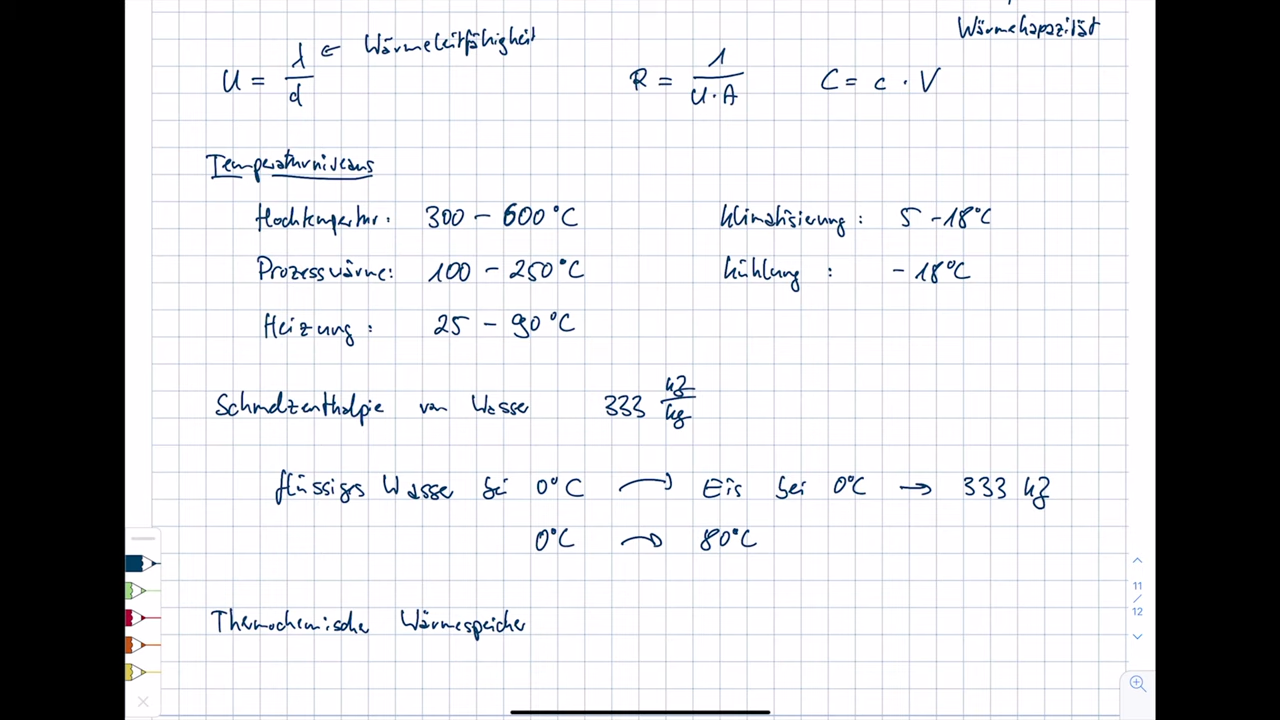 Wärmekapazität
λ ← Wärmeleitfähigkeit
U = λ/d R = 1/(U·A) C = c · V
Temperaturniveaus
Hochtemperatur: 300 – 600 °C Klimatisierung: 5 – 18°C
Prozesswärme: 100 – 250°C Kühlung: – 18°C
Heizung: 25 – 90 °C
Schmelzenthalpie von Wasser 333 kJ/kg
flüssiges Wasser bei 0°C → Eis bei 0°C → 333 kJ
0°C → 80°C
Thermochemische Wärmespeicher
11
/
12